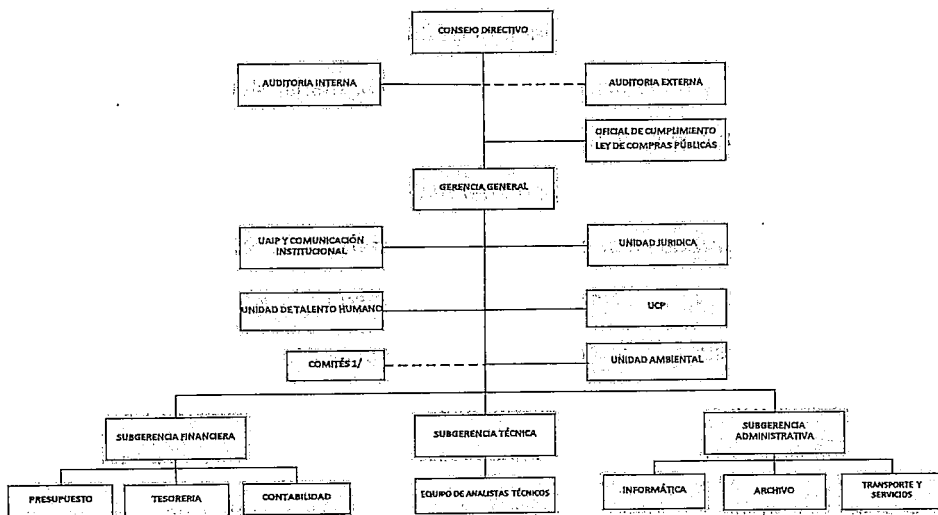 CONSEJO DIRECTIVO
AUDITORIA INTERNA
AUDITORIA EXTERNA
OFICIAL DE CUMPLIMIENTO
LEY DE COMPRAS PÚBLICAS
GERENCIA GENERAL
UAIP Y COMUNICACIÓN
INSTITUCIONAL
UNIDAD JURIDICA
UNIDAD DE TALENTO HUMANO
UCP
COMITÉS 1/
UNIDAD AMBIENTAL
SUBGERENCIA FINANCIERA
SUBGERENCIA TÉCNICA
SUBGERENCIA
ADMINISTRATIVA
PRESUPUESTO
TESORERIA
CONTABILIDAD
EQUIPO DE ANALISTAS TÉCNICOS
INFORMÁTICA
ARCHIVO
TRANSPORTE Y
SERVICIOS